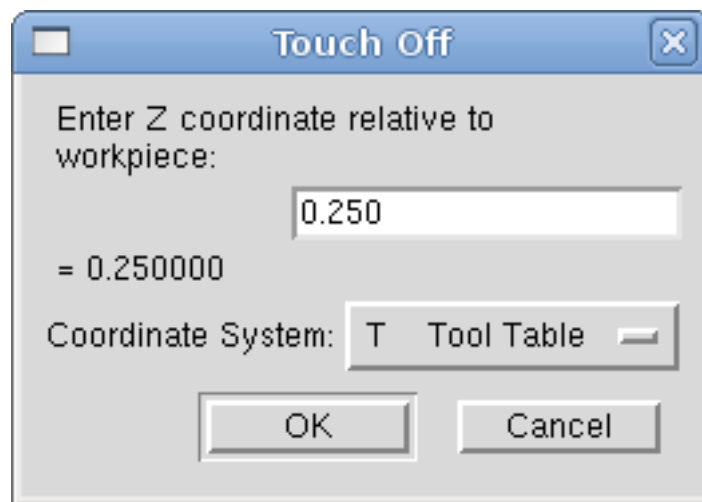 Touch Off
Enter Z coordinate relative to
workpiece:
0.250
= 0.250000
Coordinate System: T Tool Table
OK Cancel